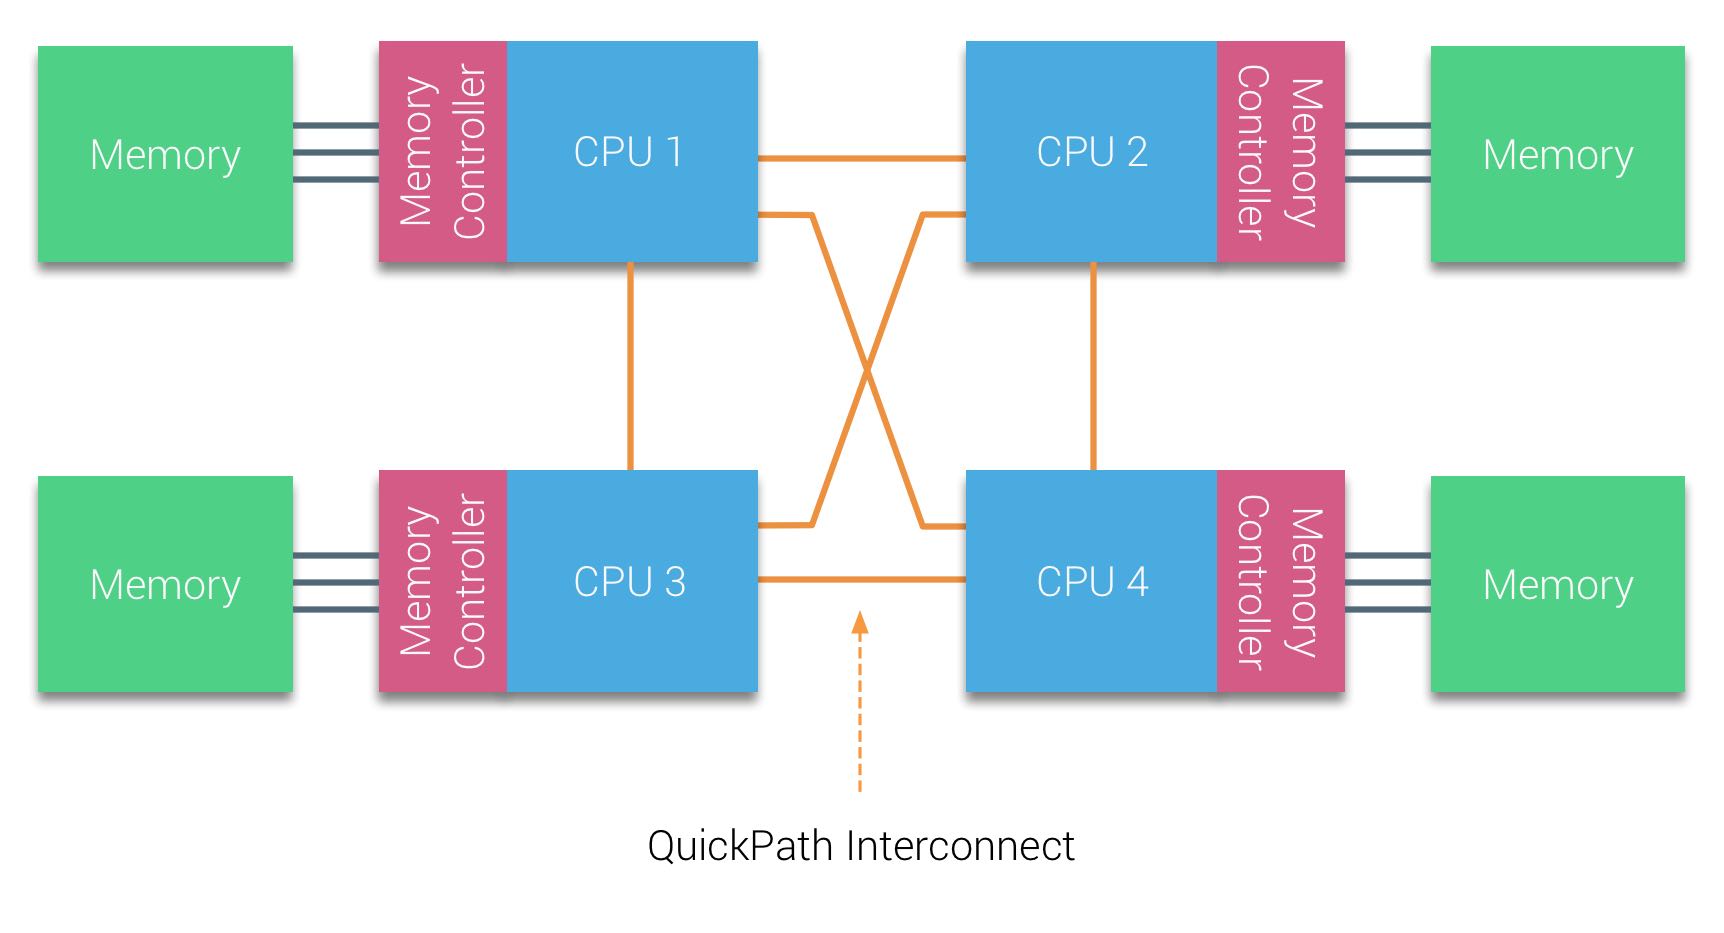 Memory
Memory
Controller
CPU 1
CPU 2
Memory
Controller
Memory
Memory
Memory
Controller
CPU 3
CPU 4
Memory
Controller
Memory
QuickPath Interconnect